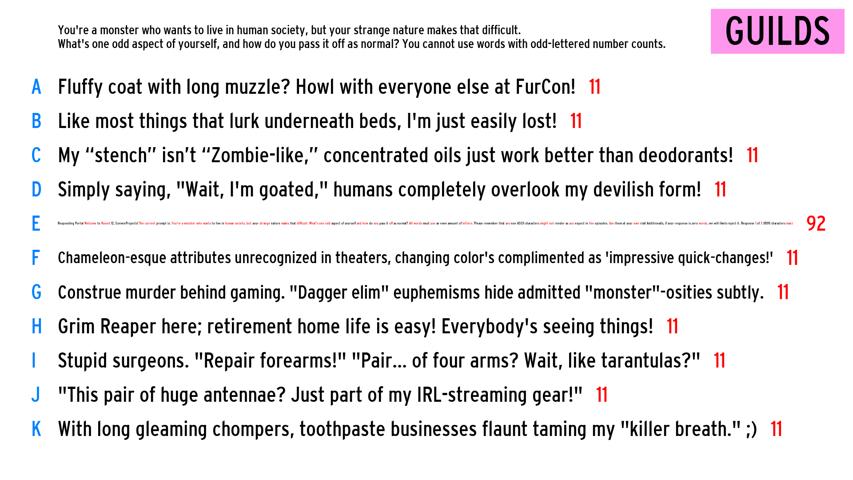 You're a monster who wants to live in human society, but your strange nature makes that difficult.
What's one odd aspect of yourself, and how do you pass it off as normal? You cannot use words with odd-lettered number counts.
GUILDS
A Fluffy coat with long muzzle? Howl with everyone else at FurCon! 11
B Like most things that lurk underneath beds, I'm just easily lost! 11
C My “stench” isn’t “Zombie-like,” concentrated oils just work better than deodorants! 11
D Simply saying, "Wait, I'm goated," humans completely overlook my devilish form! 11
E 92
F Chameleon-esque attributes unrecognized in theaters, changing color's complimented as 'impressive quick-changes!' 11
G Construe murder behind gaming. "Dagger elim" euphemisms hide admitted "monster"-osities subtly. 11
H Grim Reaper here; retirement home life is easy! Everybody's seeing things! 11
I Stupid surgeons. "Repair forearms!" "Pair... of four arms? Wait, like tarantulas?" 11
J "This pair of huge antennae? Just part of my IRL-streaming gear!" 11
K With long gleaming chompers, toothpaste businesses flaunt taming my "killer breath." ;) 11